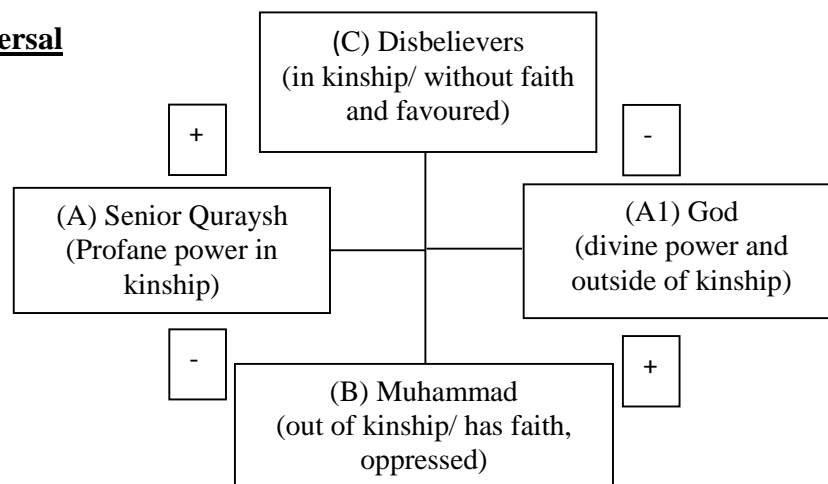 ersal
(C) Disbelievers
(in kinship/ without faith
and favoured)
+
-
(A) Senior Quraysh
(Profane power in
kinship)
(A1) God
(divine power and
outside of kinship)
-
+
(B) Muhammad
(out of kinship/ has faith,
oppressed)